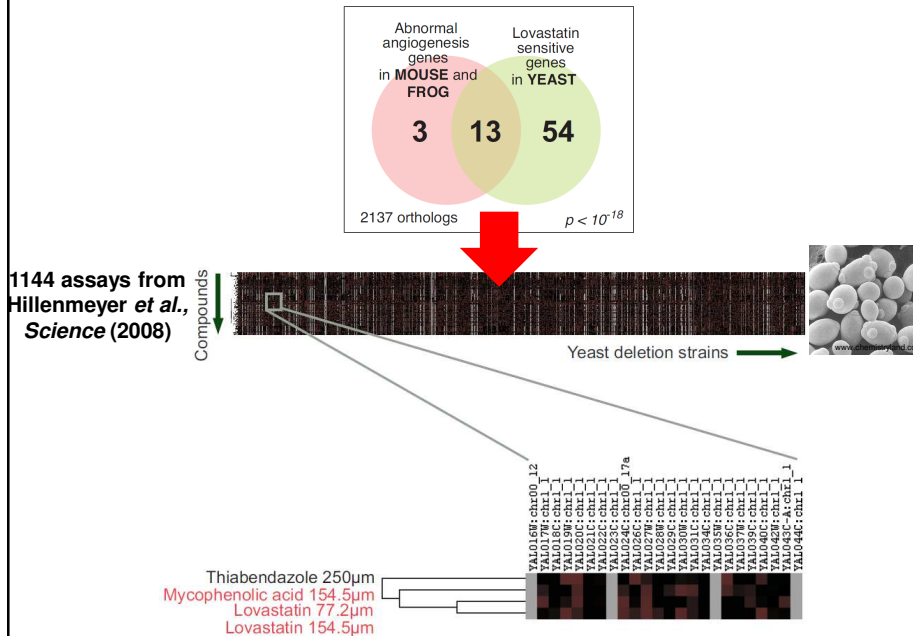 Abnormal
angiogenesis
genes
in MOUSE and
FROG
Lovastatin
sensitive
genes
in YEAST
3
13
54
2137 orthologs
p < 10-18
1144 assays from
Hillenmeyer et al.,
Science (2008)
Compounds
Yeast deletion strains
www.chemistryland.co
YAL016W:chr00_12
YAL017W:chr1_1
YAL018C:chr1_1
YAL019W:chr1_1
YAL020C:chr1_1
YAL021C:chr1_1
YAL022C:chr1_1
YAL023C:chr1_1
YAL024C:chr00_17a
YAL026C:chr1_1
YAL027W:chr1_1
YAL028W:chr1_1
YAL029C:chr1_1
YAL030W:chr1_1
YAL031C:chr1_1
YAL034C:chr1_1
YAL035W:chr1_1
YAL036C:chr1_1
YAL037W:chr1_1
YAL039C:chr1_1
YAL040C:chr1_1
YAL042W:chr1_1
YAL043C-A:chr1_1
YAL044C:chr1 1
Thiabendazole 250µm
Mycophenolic acid 154.5µm
Lovastatin 77.2µm
Lovastatin 154.5µm